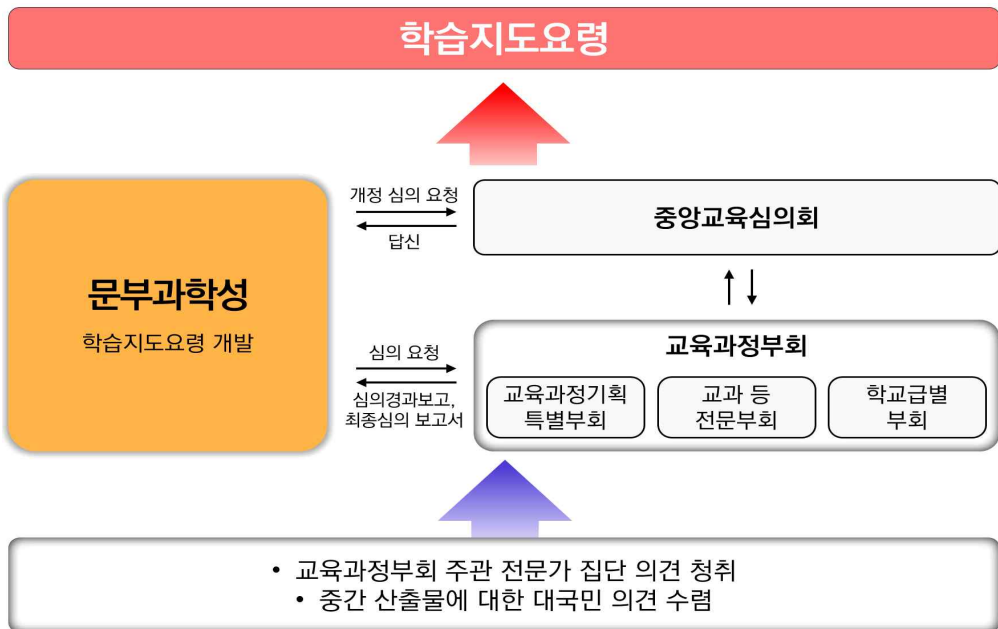 학습지도요령
개정 심의 요청
답신
중앙교육심의회
문부과학성
학습지도요령 개발
심의 요청
심의경과보고,
최종심의 보고서
교육과정부회
교육과정기획
특별부회
교과 등
전문부회
학교급별
부회
• 교육과정부회 주관 전문가 집단 의견 청취
• 중간 산출물에 대한 대국민 의견 수렴